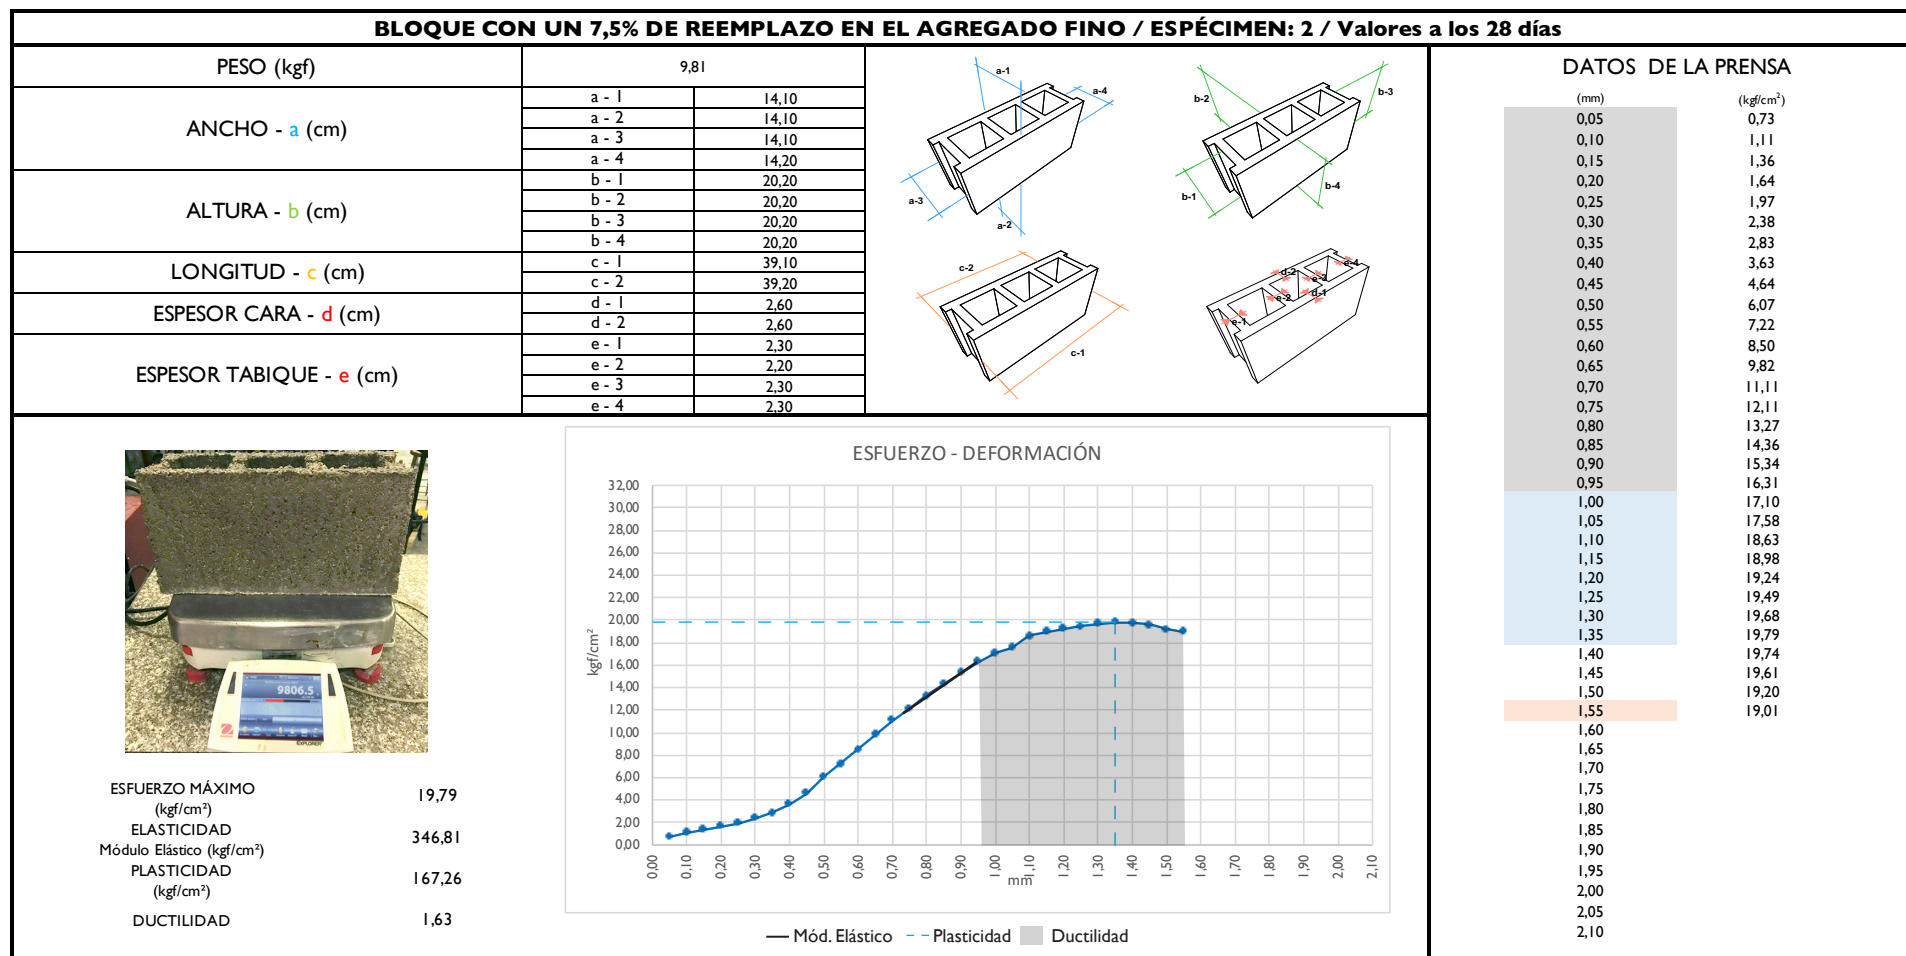 BLOQUE CON UN 7,5% DE REEMPLAZO EN EL AGREGADO FINO / ESPÉCIMEN: 2 / Valores a los 28 días
PESO (kgf) 9,81
ANCHO - a (cm)
a - 1 14,10
a - 2 14,10
a - 3 14,10
a - 4 14,20
ALTURA - b (cm)
b - 1 20,20
b - 2 20,20
b - 3 20,20
b - 4 20,20
LONGITUD - c (cm)
c - 1 39,10
c - 2 39,20
ESPESOR CARA - d (cm)
d - 1 2,60
d - 2 2,60
ESPESOR TABIQUE - e (cm)
e - 1 2,30
e - 2 2,20
e - 3 2,30
e - 4 2,30
a-1
a-4
a-3
a-2
b-2
b-3
b-1
b-4
c-2
c-1
d-2
e-4
e-3
e-2
d-1
e-1
DATOS DE LA PRENSA
(mm) (kgf/cm²)
0,05 0,73
0,10 1,11
0,15 1,36
0,20 1,64
0,25 1,97
0,30 2,38
0,35 2,83
0,40 3,63
0,45 4,64
0,50 6,07
0,55 7,22
0,60 8,50
0,65 9,82
0,70 11,11
0,75 12,11
0,80 13,27
0,85 14,36
0,90 15,34
0,95 16,31
1,00 17,10
1,05 17,58
1,10 18,63
1,15 18,98
1,20 19,24
1,25 19,49
1,30 19,68
1,35 19,79
1,40 19,74
1,45 19,61
1,50 19,20
1,55 19,01
1,60
1,65
1,70
1,75
1,80
1,85
1,90
1,95
2,00
2,05
2,10
9806.5
EXPLORER
ESFUERZO MÁXIMO
(kgf/cm²) 19,79
ELASTICIDAD
Módulo Elástico (kgf/cm²) 346,81
PLASTICIDAD
(kgf/cm²) 167,26
DUCTILIDAD 1,63
ESFUERZO - DEFORMACIÓN
kgf/cm²
32,00
30,00
28,00
26,00
24,00
22,00
20,00
18,00
16,00
14,00
12,00
10,00
8,00
6,00
4,00
2,00
0,00
0,00 0,10 0,20 0,30 0,40 0,50 0,60 0,70 0,80 0,90 1,00 1,10 1,20 1,30 1,40 1,50 1,60 1,70 1,80 1,90 2,00 2,10
mm
Mód. Elástico Plasticidad Ductilidad